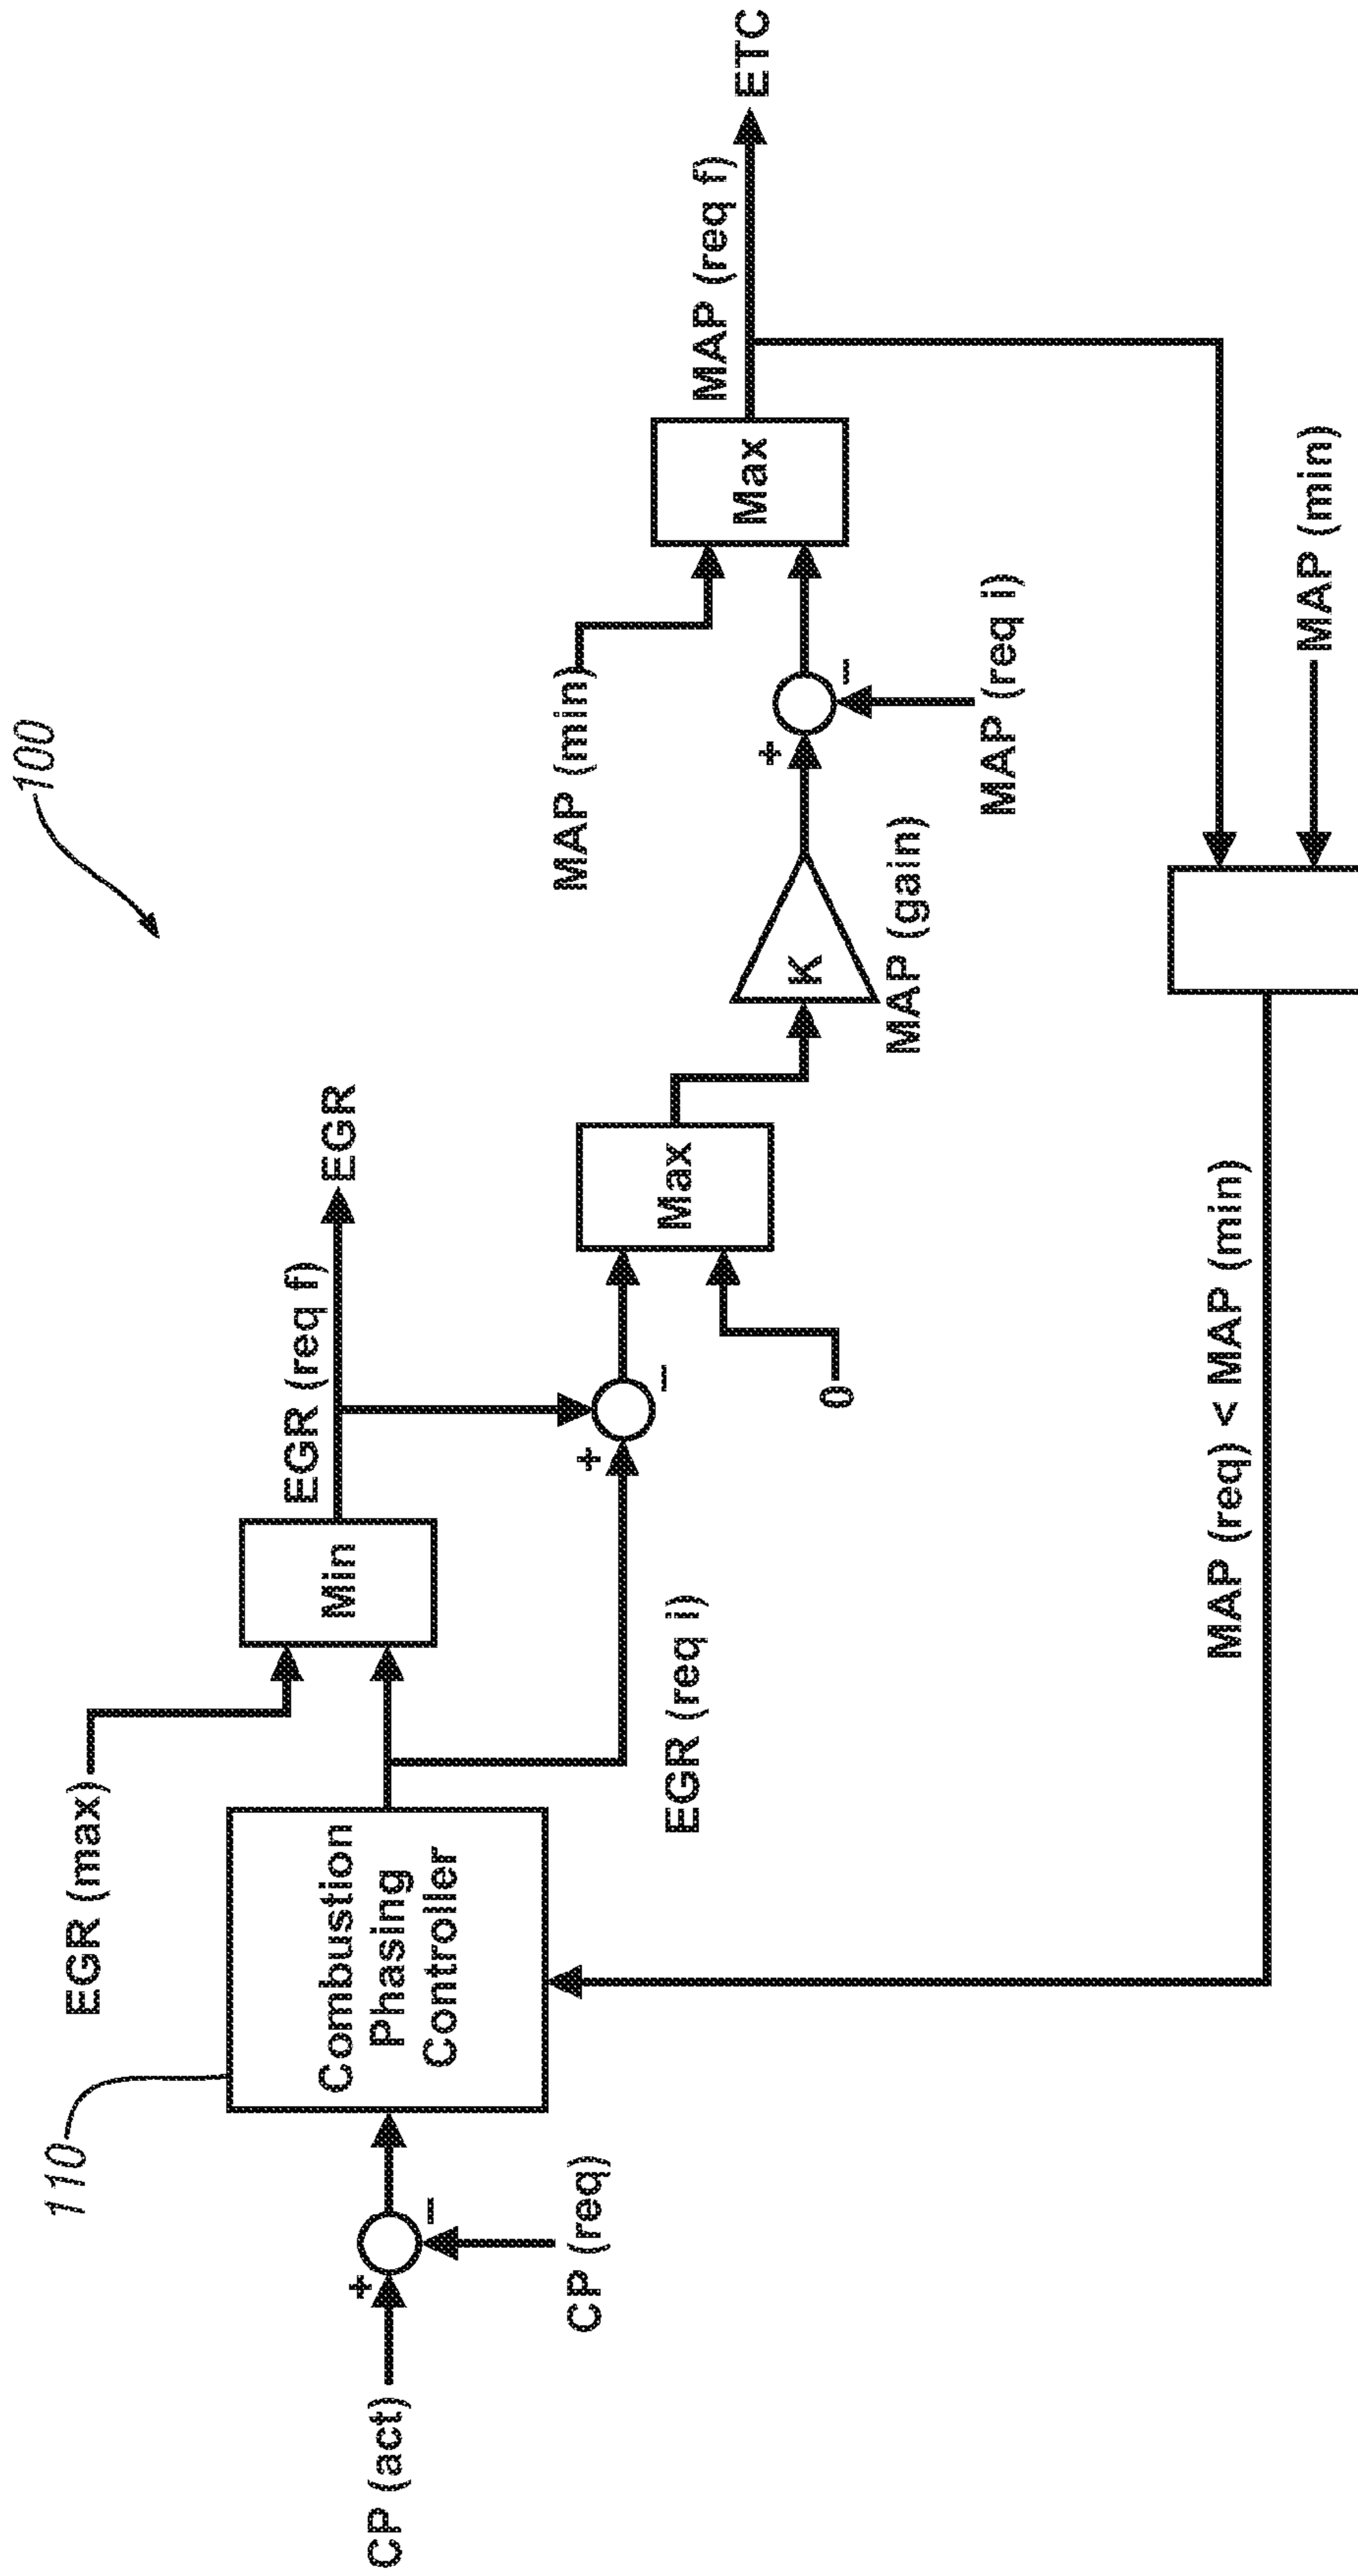 100
110
EGR (max)
Combustion
Phasing
Controller
CP (act)
+
−
CP (req)
Min
EGR (req f)
EGR
EGR (req i)
+
−
0
Max
K
MAP (gain)
MAP (min)
+
−
MAP (req i)
Max
MAP (req f)
ETC
MAP (req) < MAP (min)
MAP (min)